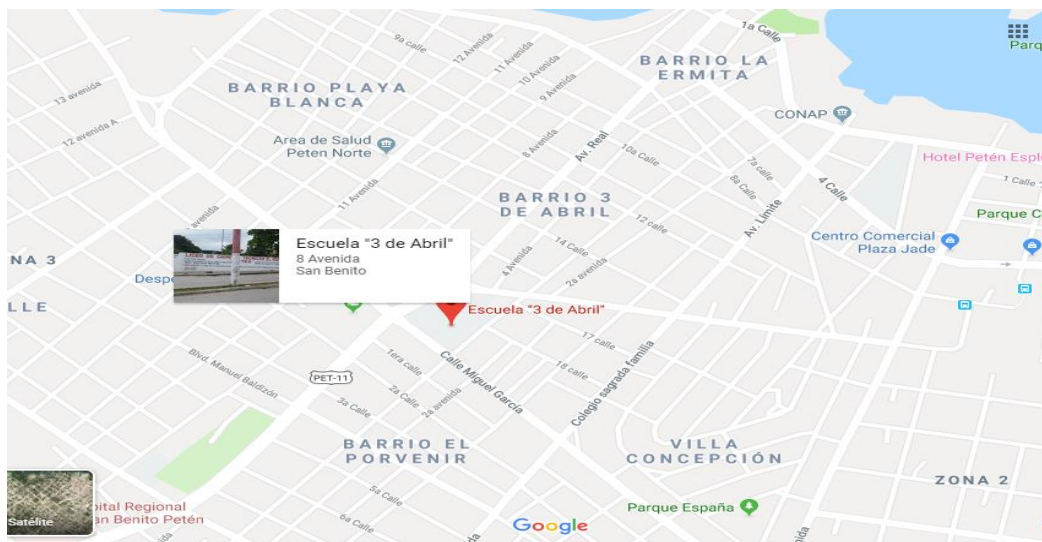 1a Calle
9a calle
12 Avenida
11 Avenida
10 Avenida
9 Avenida
BARRIO LA
ERMITA
Parq
13 avenida
BARRIO PLAYA
BLANCA
CONAP
12 avenida A
Area de Salud
Peten Norte
8 Avenida
Av. Real
10a Calle
7a calle
8a Calle
4 Calle
Hotel Petén Espl
1 Calle
11 Avenida
BARRIO 3
DE ABRIL
Av. Límite
Parque C
12 calle
avenida
Escuela "3 de Abril"
8 Avenida
San Benito
14 Calle
4 Avenida
2a avenida
Centro Comercial
Plaza Jade
NA 3
Despe
LLE
Escuela "3 de Abril"
17 calle
18 calle
Blvd. Manuel Baldizón
PET-11
1era calle
Calle Miguel García
2a Calle
2a avenida
3a Calle
Colegio sagrada familia
BARRIO EL
PORVENIR
VILLA
CONCEPCIÓN
ZONA 2
5a Calle
6a Calle
Parque España
Satélite
pital Regional
an Benito Petén
Google
nida